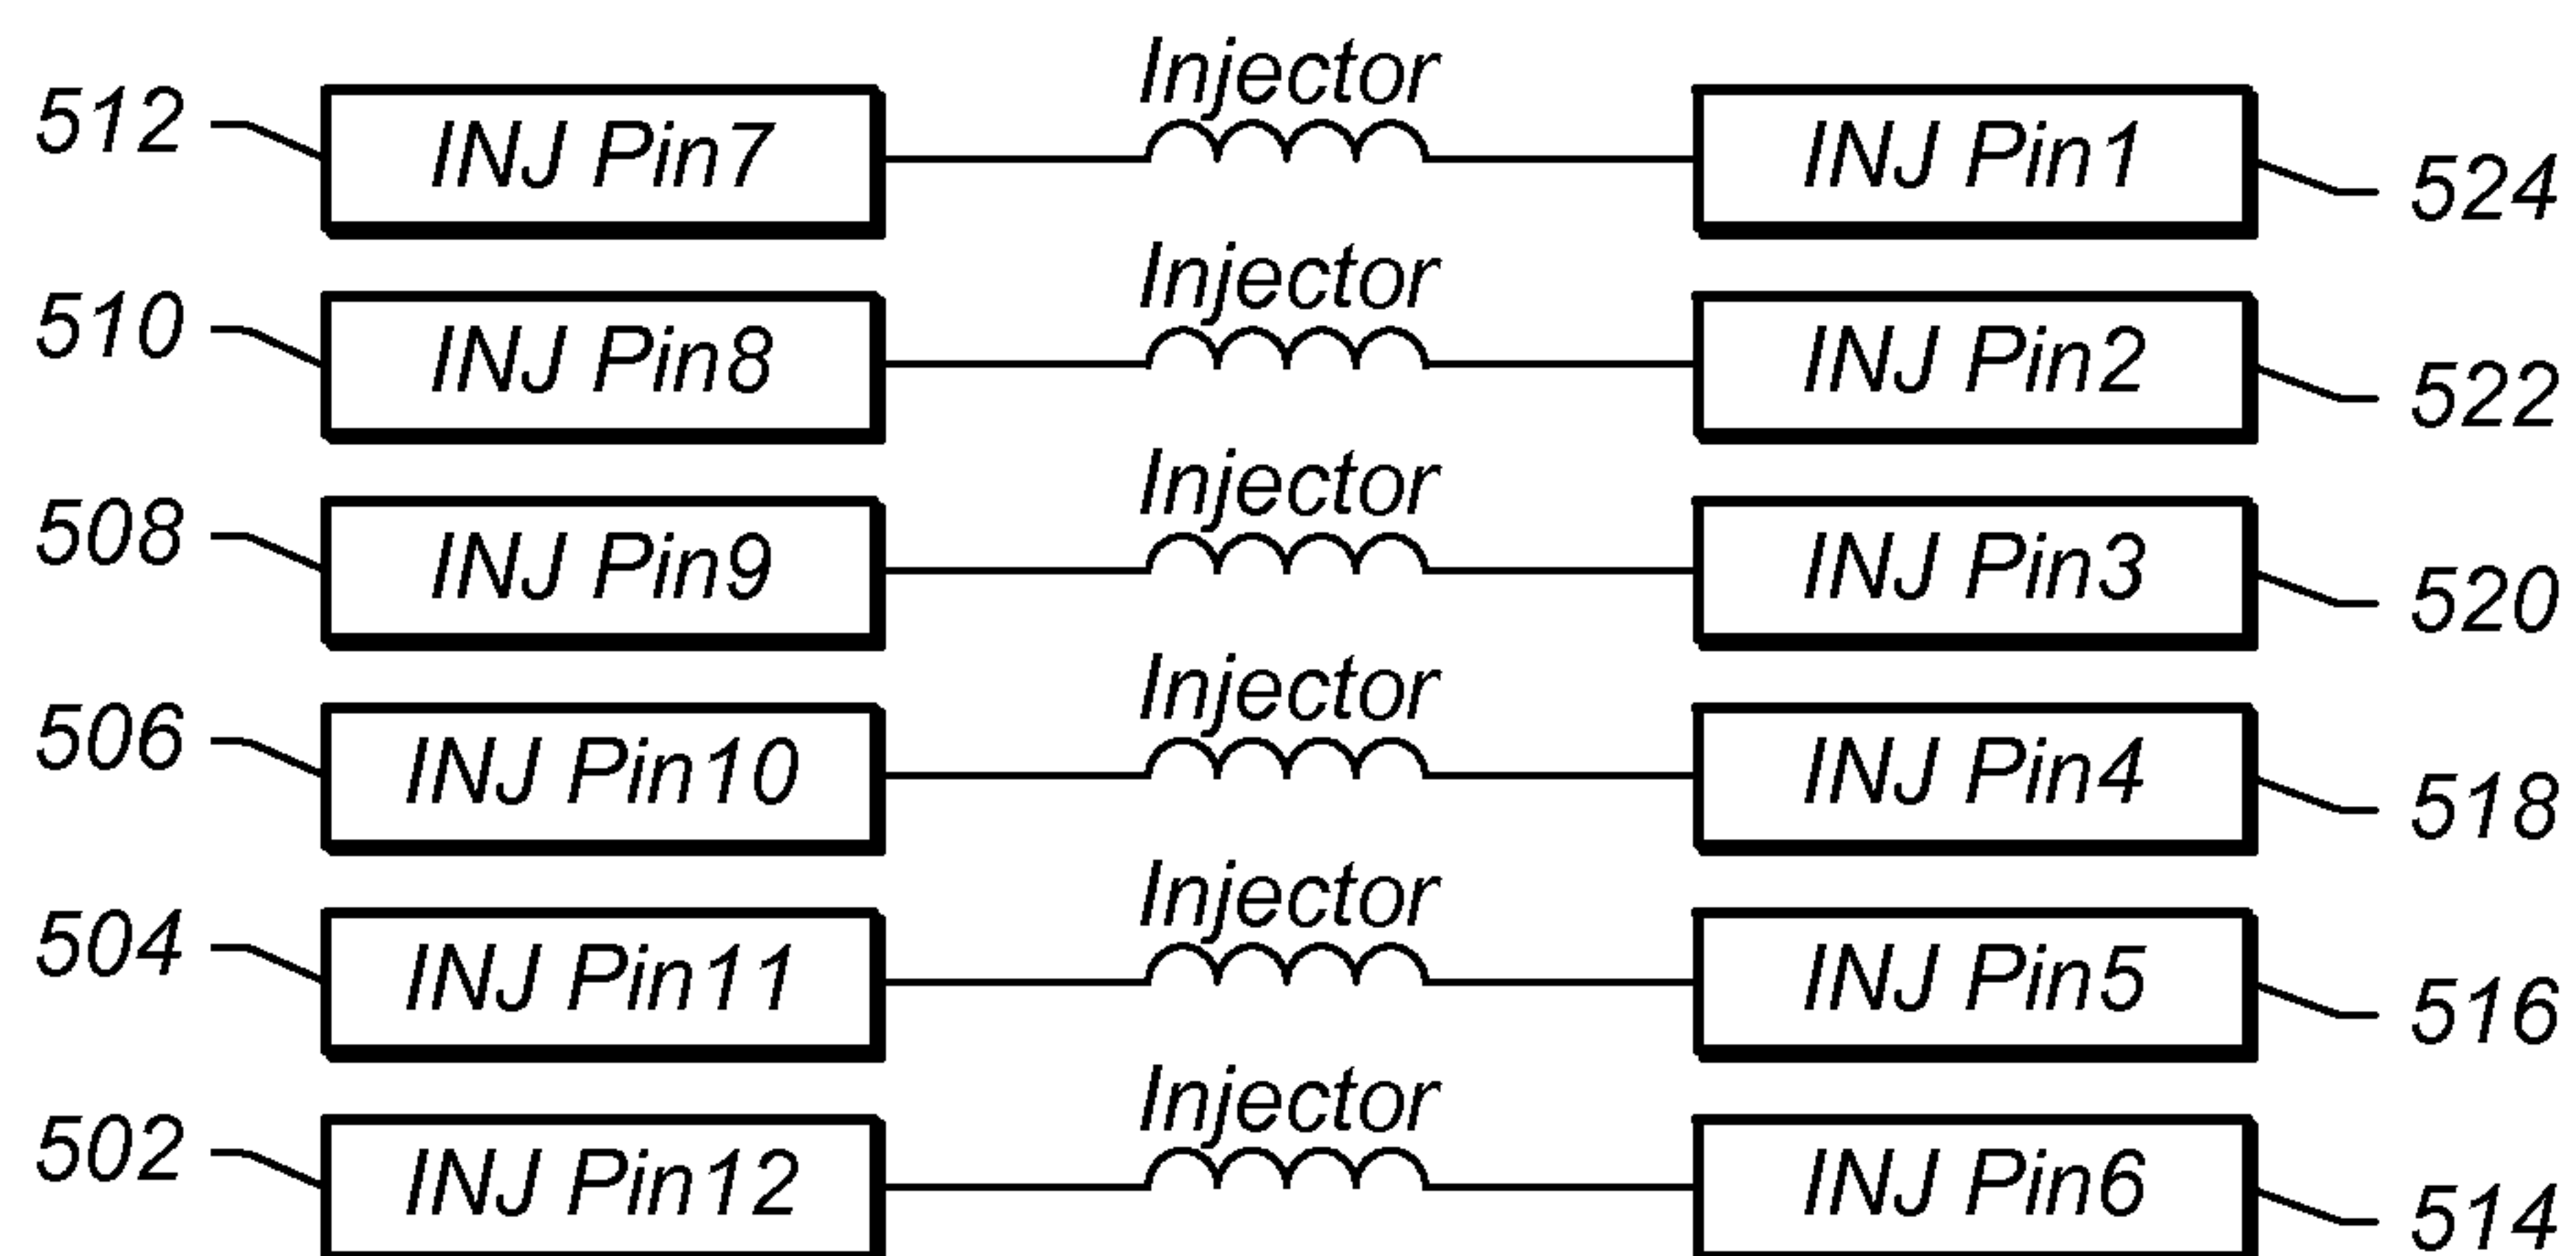 Injector
512 INJ Pin7 INJ Pin1 524
Injector
510 INJ Pin8 INJ Pin2 522
Injector
508 INJ Pin9 INJ Pin3 520
Injector
506 INJ Pin10 INJ Pin4 518
Injector
504 INJ Pin11 INJ Pin5 516
Injector
502 INJ Pin12 INJ Pin6 514